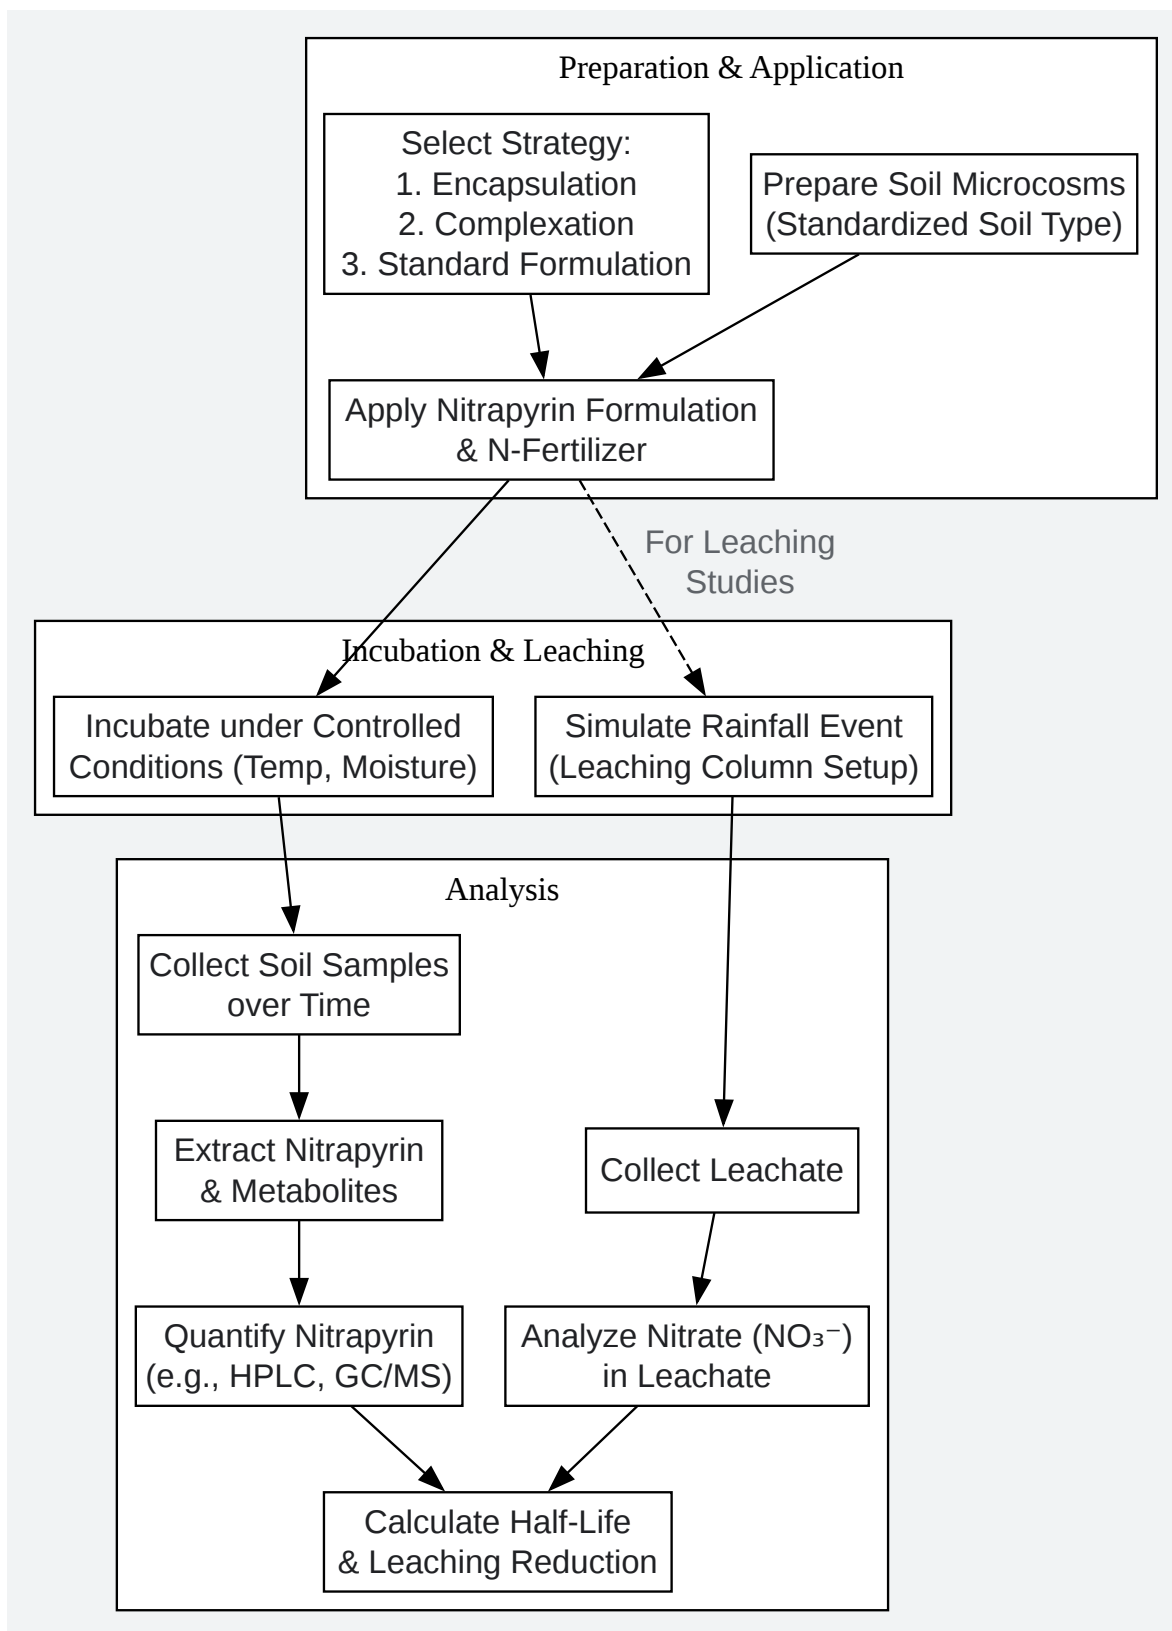 Preparation & Application
Select Strategy:
1. Encapsulation
2. Complexation
3. Standard Formulation
Prepare Soil Microcosms
(Standardized Soil Type)
Apply Nitrapyrin Formulation
& N-Fertilizer
For Leaching
Studies
Incubation & Leaching
Incubate under Controlled
Conditions (Temp, Moisture)
Simulate Rainfall Event
(Leaching Column Setup)
Analysis
Collect Soil Samples
over Time
Extract Nitrapyrin
& Metabolites
Collect Leachate
Quantify Nitrapyrin
(e.g., HPLC, GC/MS)
Analyze Nitrate (NO₃⁻)
in Leachate
Calculate Half-Life
& Leaching Reduction